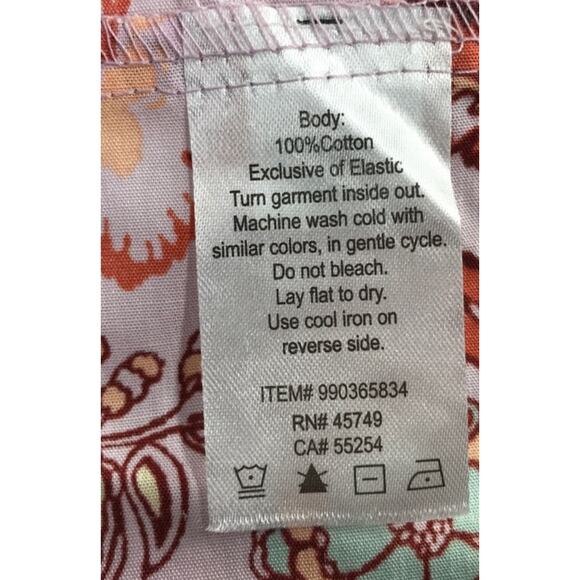 Body:
100%Cotton
Exclusive of Elastic
Turn garment inside out.
Machine wash cold with
similar colors, in gentle cycle.
Do not bleach.
Lay flat to dry.
Use cool iron on
reverse side.
ITEM# 990365834
RN# 45749
CA# 55254